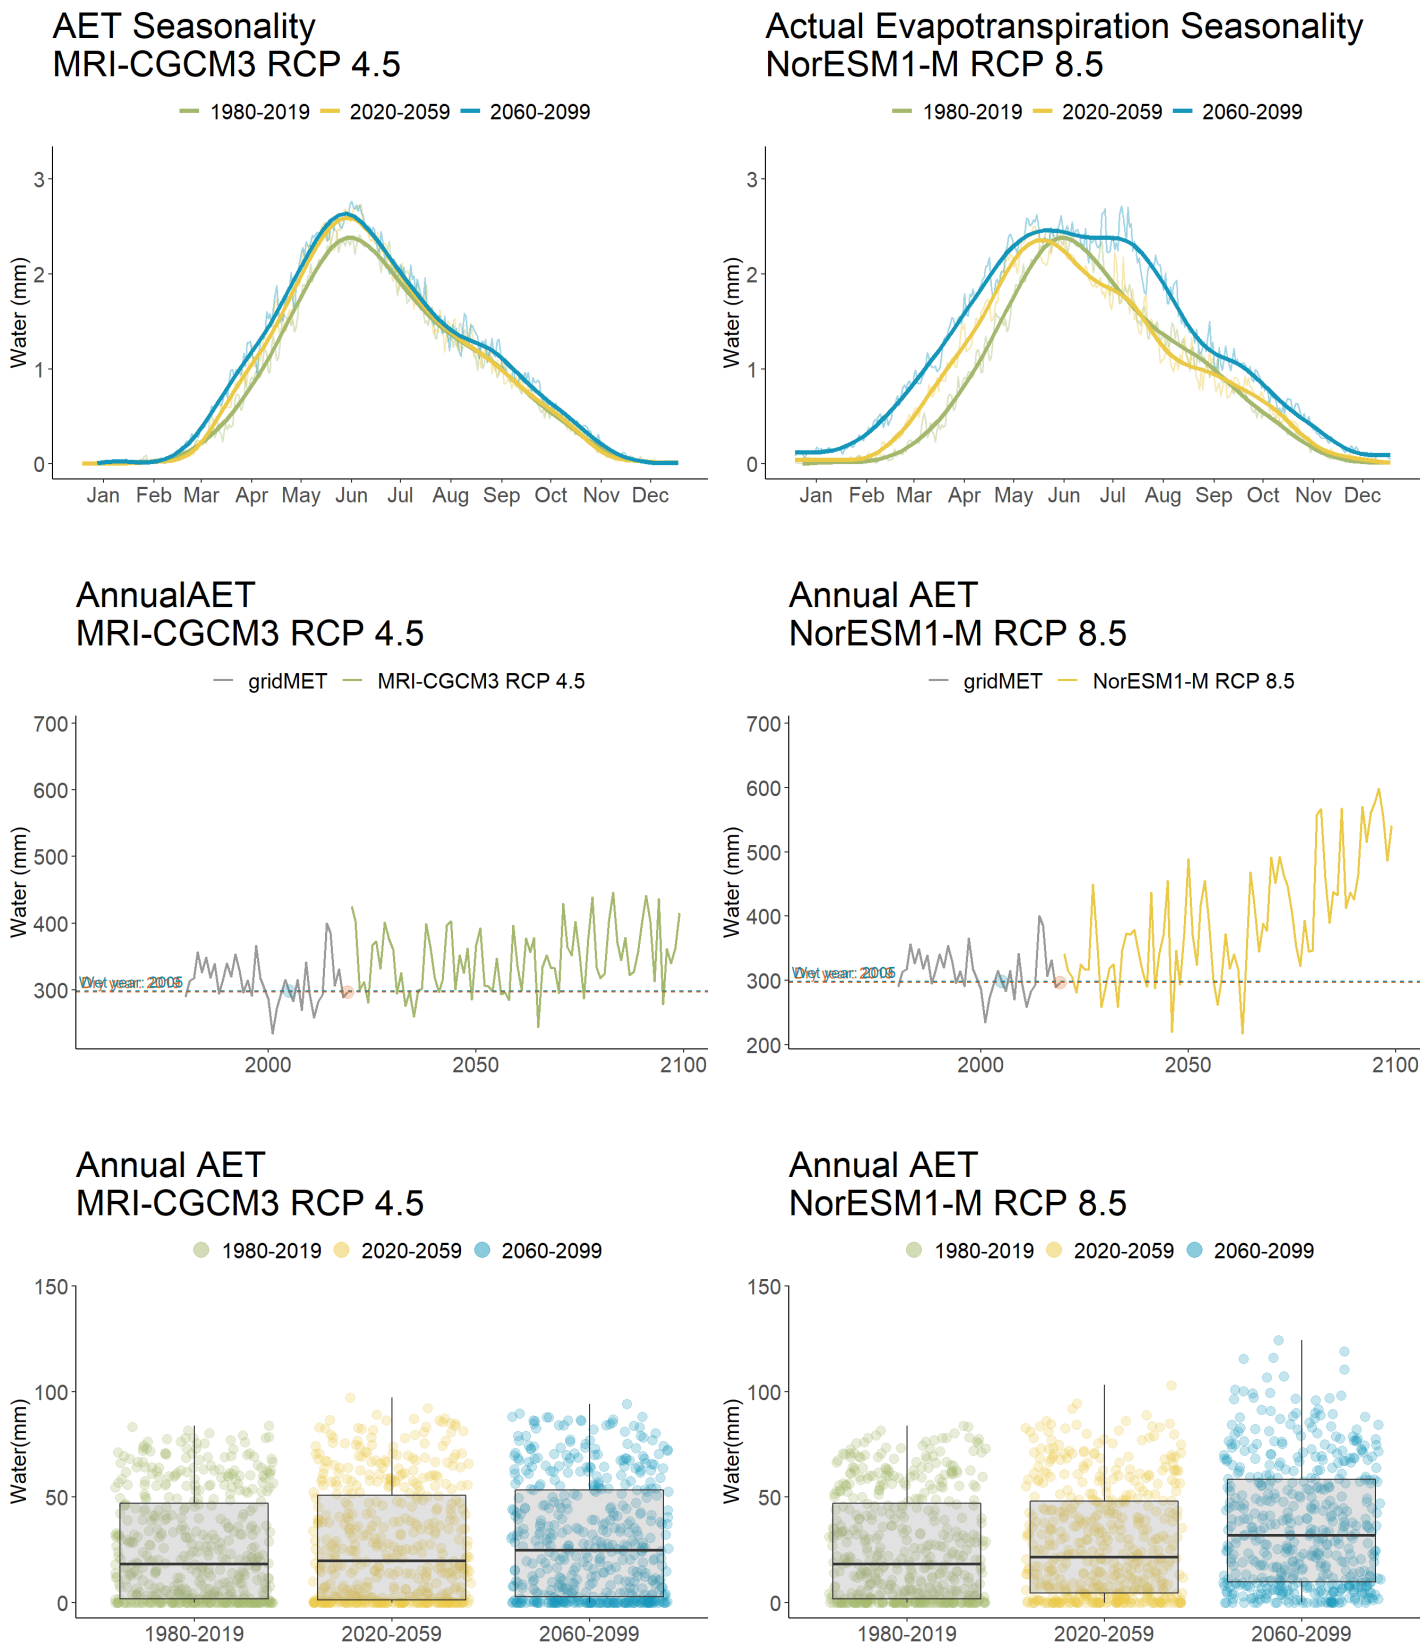 AET Seasonality
MRI-CGCM3 RCP 4.5
1980-2019 2020-2059 2060-2099
Water (mm)
3
2
1
0
Jan Feb Mar Apr May Jun Jul Aug Sep Oct Nov Dec
Actual Evapotranspiration Seasonality
NorESM1-M RCP 8.5
1980-2019 2020-2059 2060-2099
Water (mm)
3
2
1
0
Jan Feb Mar Apr May Jun Jul Aug Sep Oct Nov Dec
AnnualAET
MRI-CGCM3 RCP 4.5
gridMET MRI-CGCM3 RCP 4.5
Water (mm)
700
600
500
400
300
year:
2000 2050 2100
Annual AET
NorESM1-M RCP 8.5
gridMET NorESM1-M RCP 8.5
Water (mm)
700
600
500
400
300
200
year:
2000 2050 2100
Annual AET
MRI-CGCM3 RCP 4.5
1980-2019 2020-2059 2060-2099
Water(mm)
150
100
50
0
1980-2019 2020-2059 2060-2099
Annual AET
NorESM1-M RCP 8.5
1980-2019 2020-2059 2060-2099
Water(mm)
150
100
50
0
1980-2019 2020-2059 2060-2099